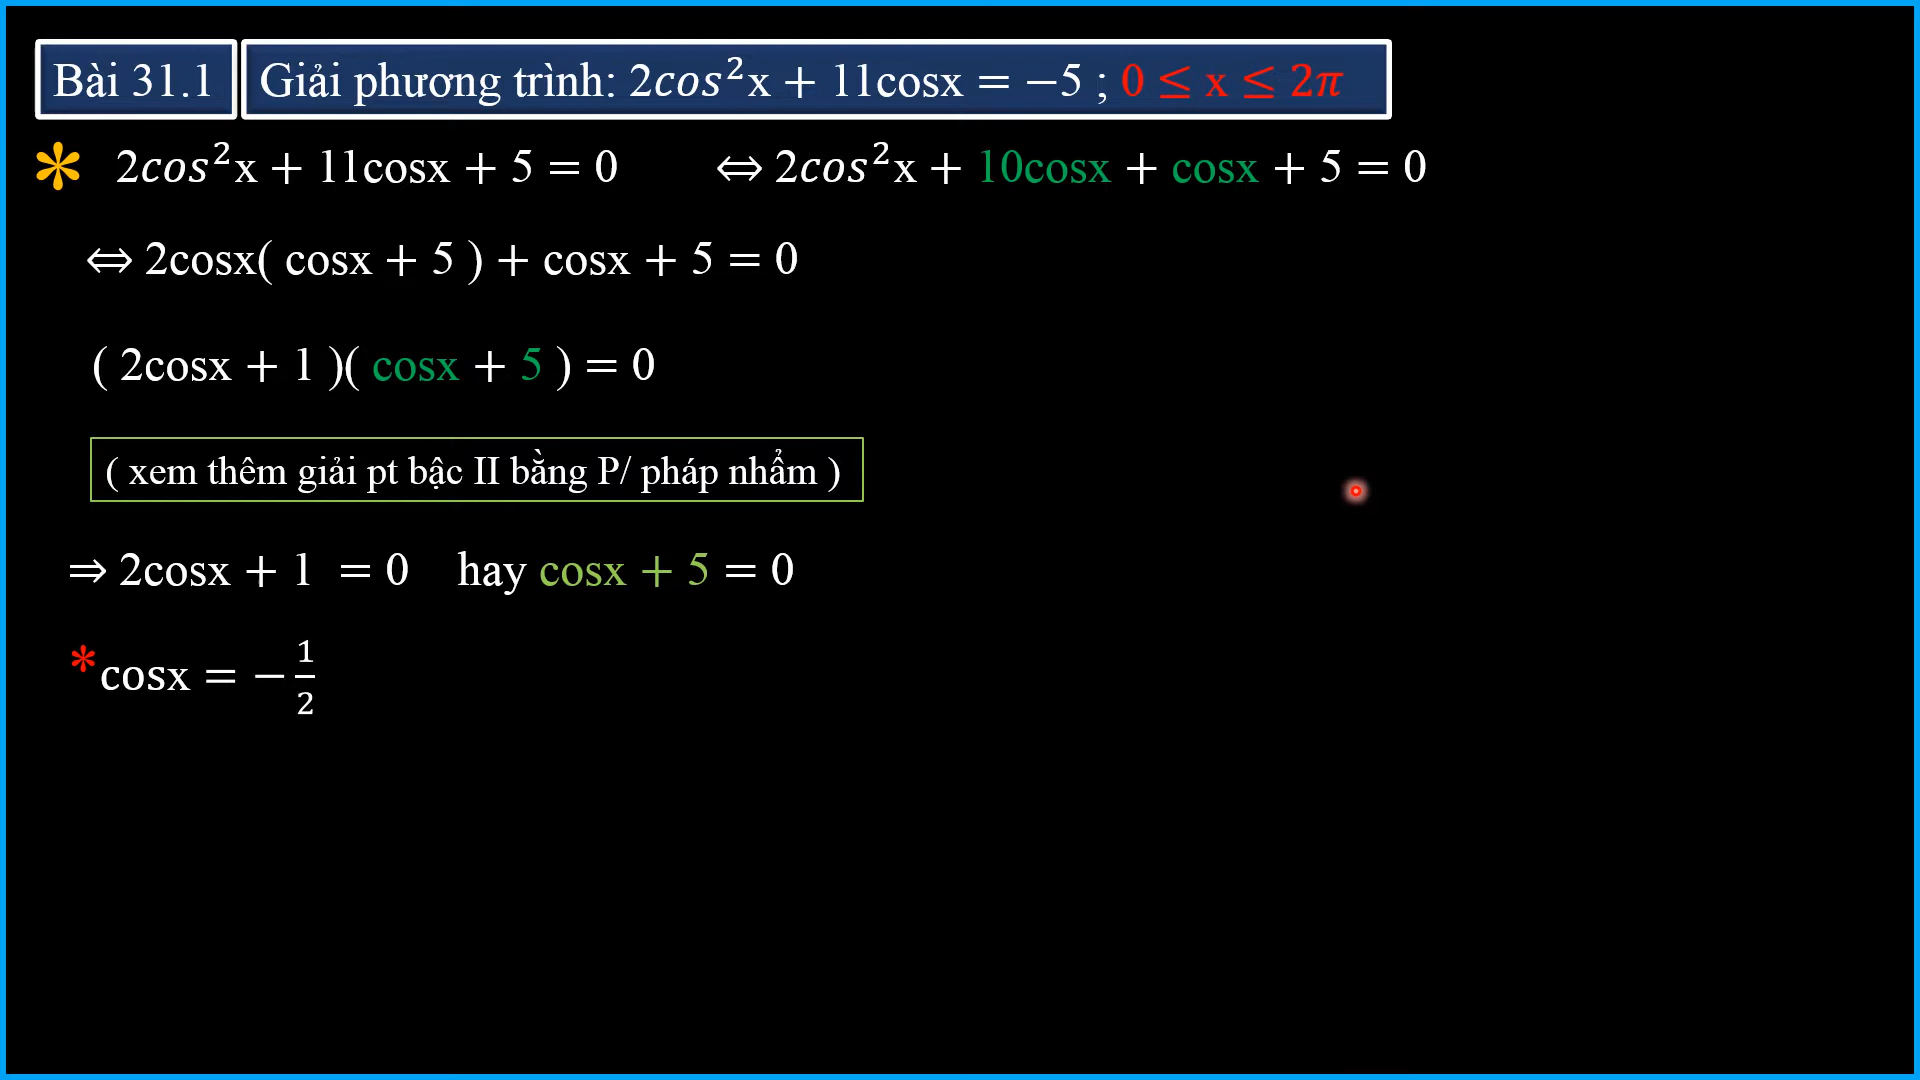 Bài 31.1 Giải phương trình: 2cos²x + 11cosx = −5 ; 0 ≤ x ≤ 2π
* 2cos²x + 11cosx + 5 = 0 ⇔ 2cos²x + 10cosx + cosx + 5 = 0
⇔ 2cosx( cosx + 5 ) + cosx + 5 = 0
( 2cosx + 1 )( cosx + 5 ) = 0
( xem thêm giải pt bậc II bằng P/ pháp nhẩm )
⇒ 2cosx + 1 = 0 hay cosx + 5 = 0
*cosx = −1/2